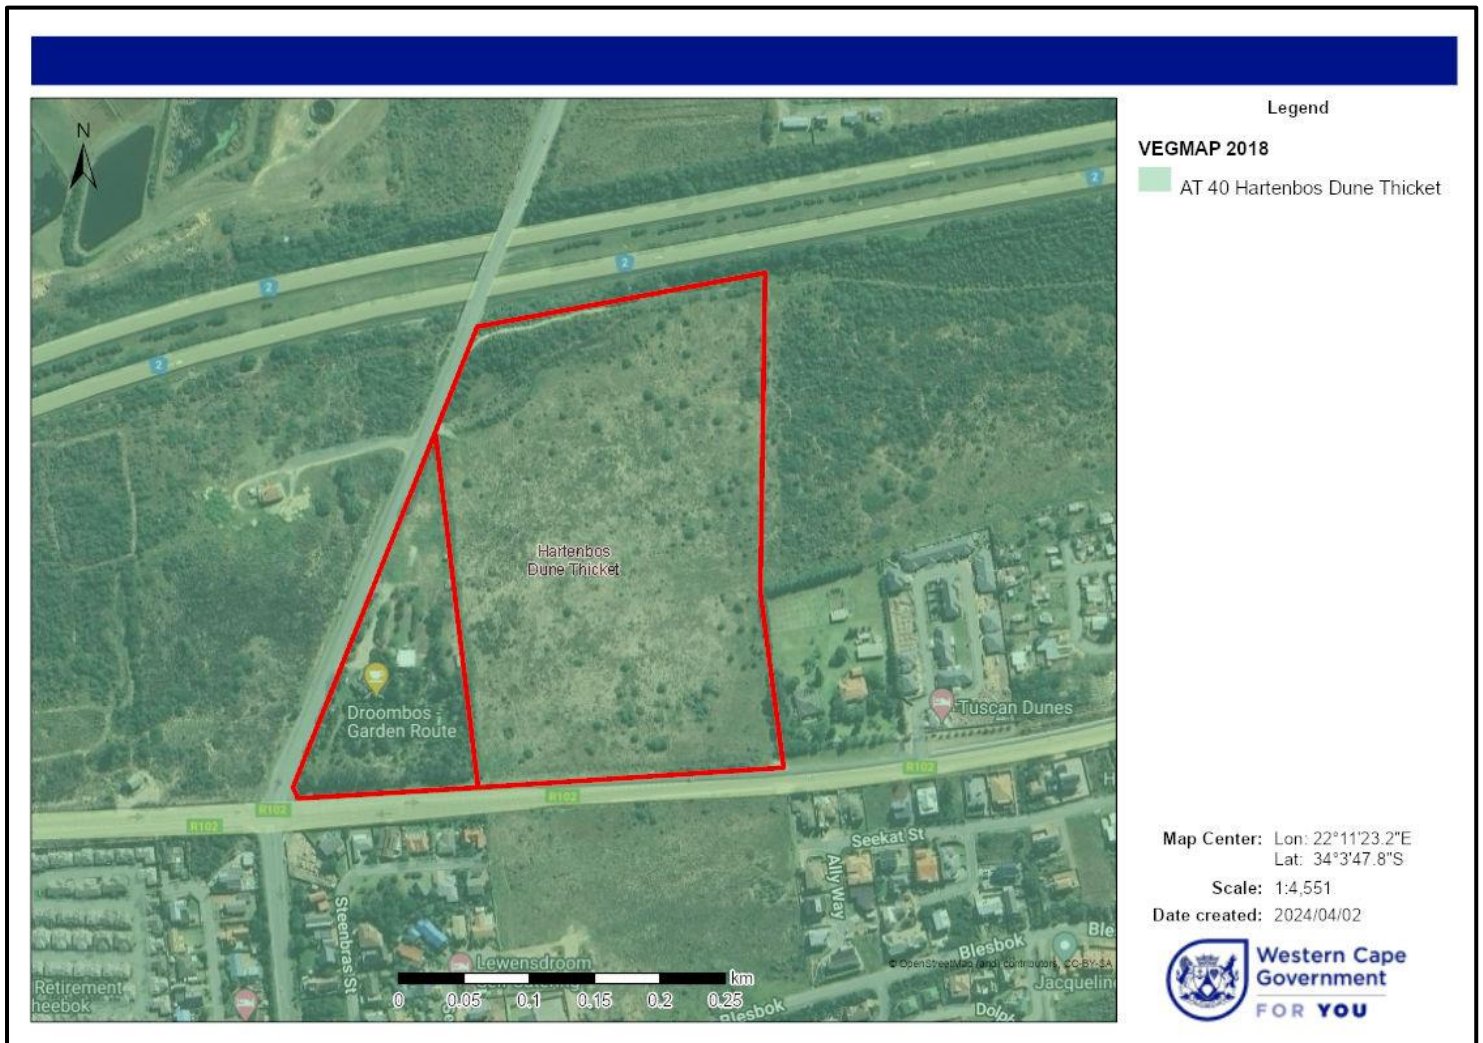 Legend
VEGMAP 2018
AT 40 Hartenbos Dune Thicket
N
2
2
2
2
Hartenbos
Dune Thicket
Droombos -
Garden Route
Tuscan Dunes
R102
R102
R102
R102
Seekat St
Ally Way
Steenbras St
Blesbok
Lewensdroom
Retirement
heebok
Jacqueline
Blesbok
© OpenStreetMap (and) contributors, CC-BY-SA
km
0 0.05 0.1 0.15 0.2 0.25
Map Center: Lon: 22°11'23.2"E
Lat: 34°3'47.8"S
Scale: 1:4,551
Date created: 2024/04/02
Western Cape
Government
FOR YOU